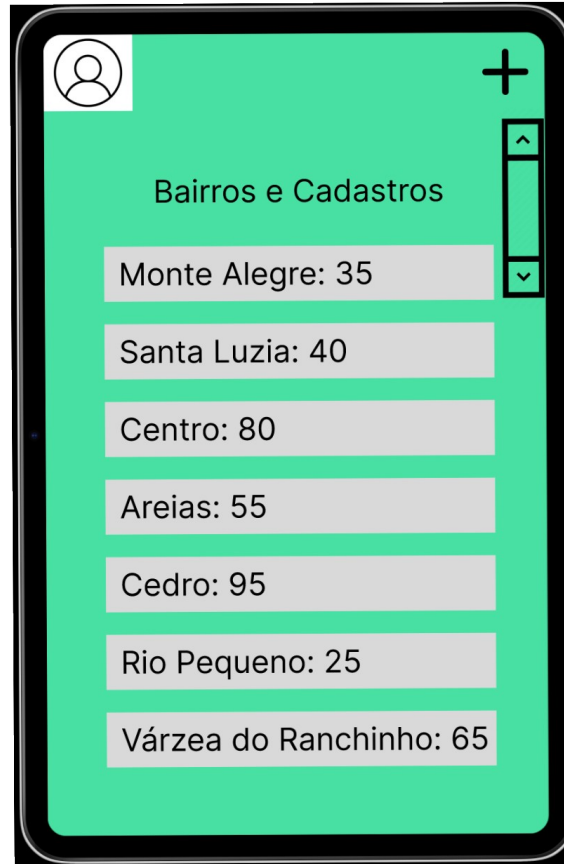 Bairros e Cadastros
Monte Alegre: 35
Santa Luzia: 40
Centro: 80
Areias: 55
Cedro: 95
Rio Pequeno: 25
Várzea do Ranchinho: 65